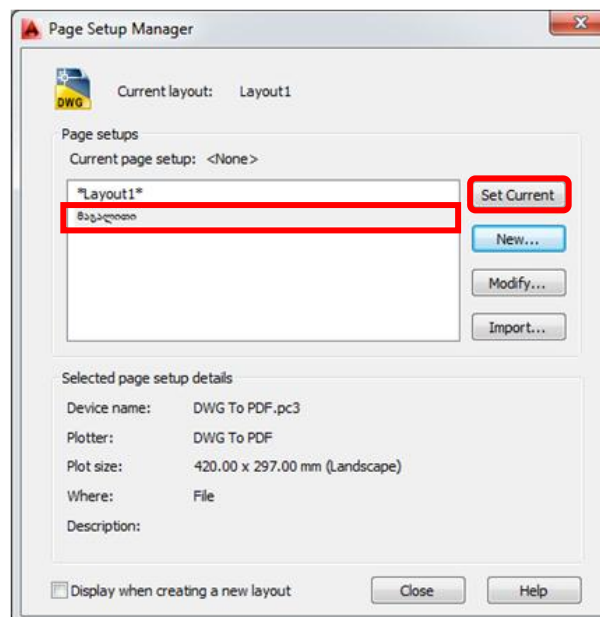 Page Setup Manager
DWG
Current layout: Layout1
Page setups
Current page setup: <None>
*Layout1*
მაგალითი
Set Current
New...
Modify...
Import...
Selected page setup details
Device name: DWG To PDF.pc3
Plotter: DWG To PDF
Plot size: 420.00 x 297.00 mm (Landscape)
Where: File
Description:
Display when creating a new layout
Close
Help